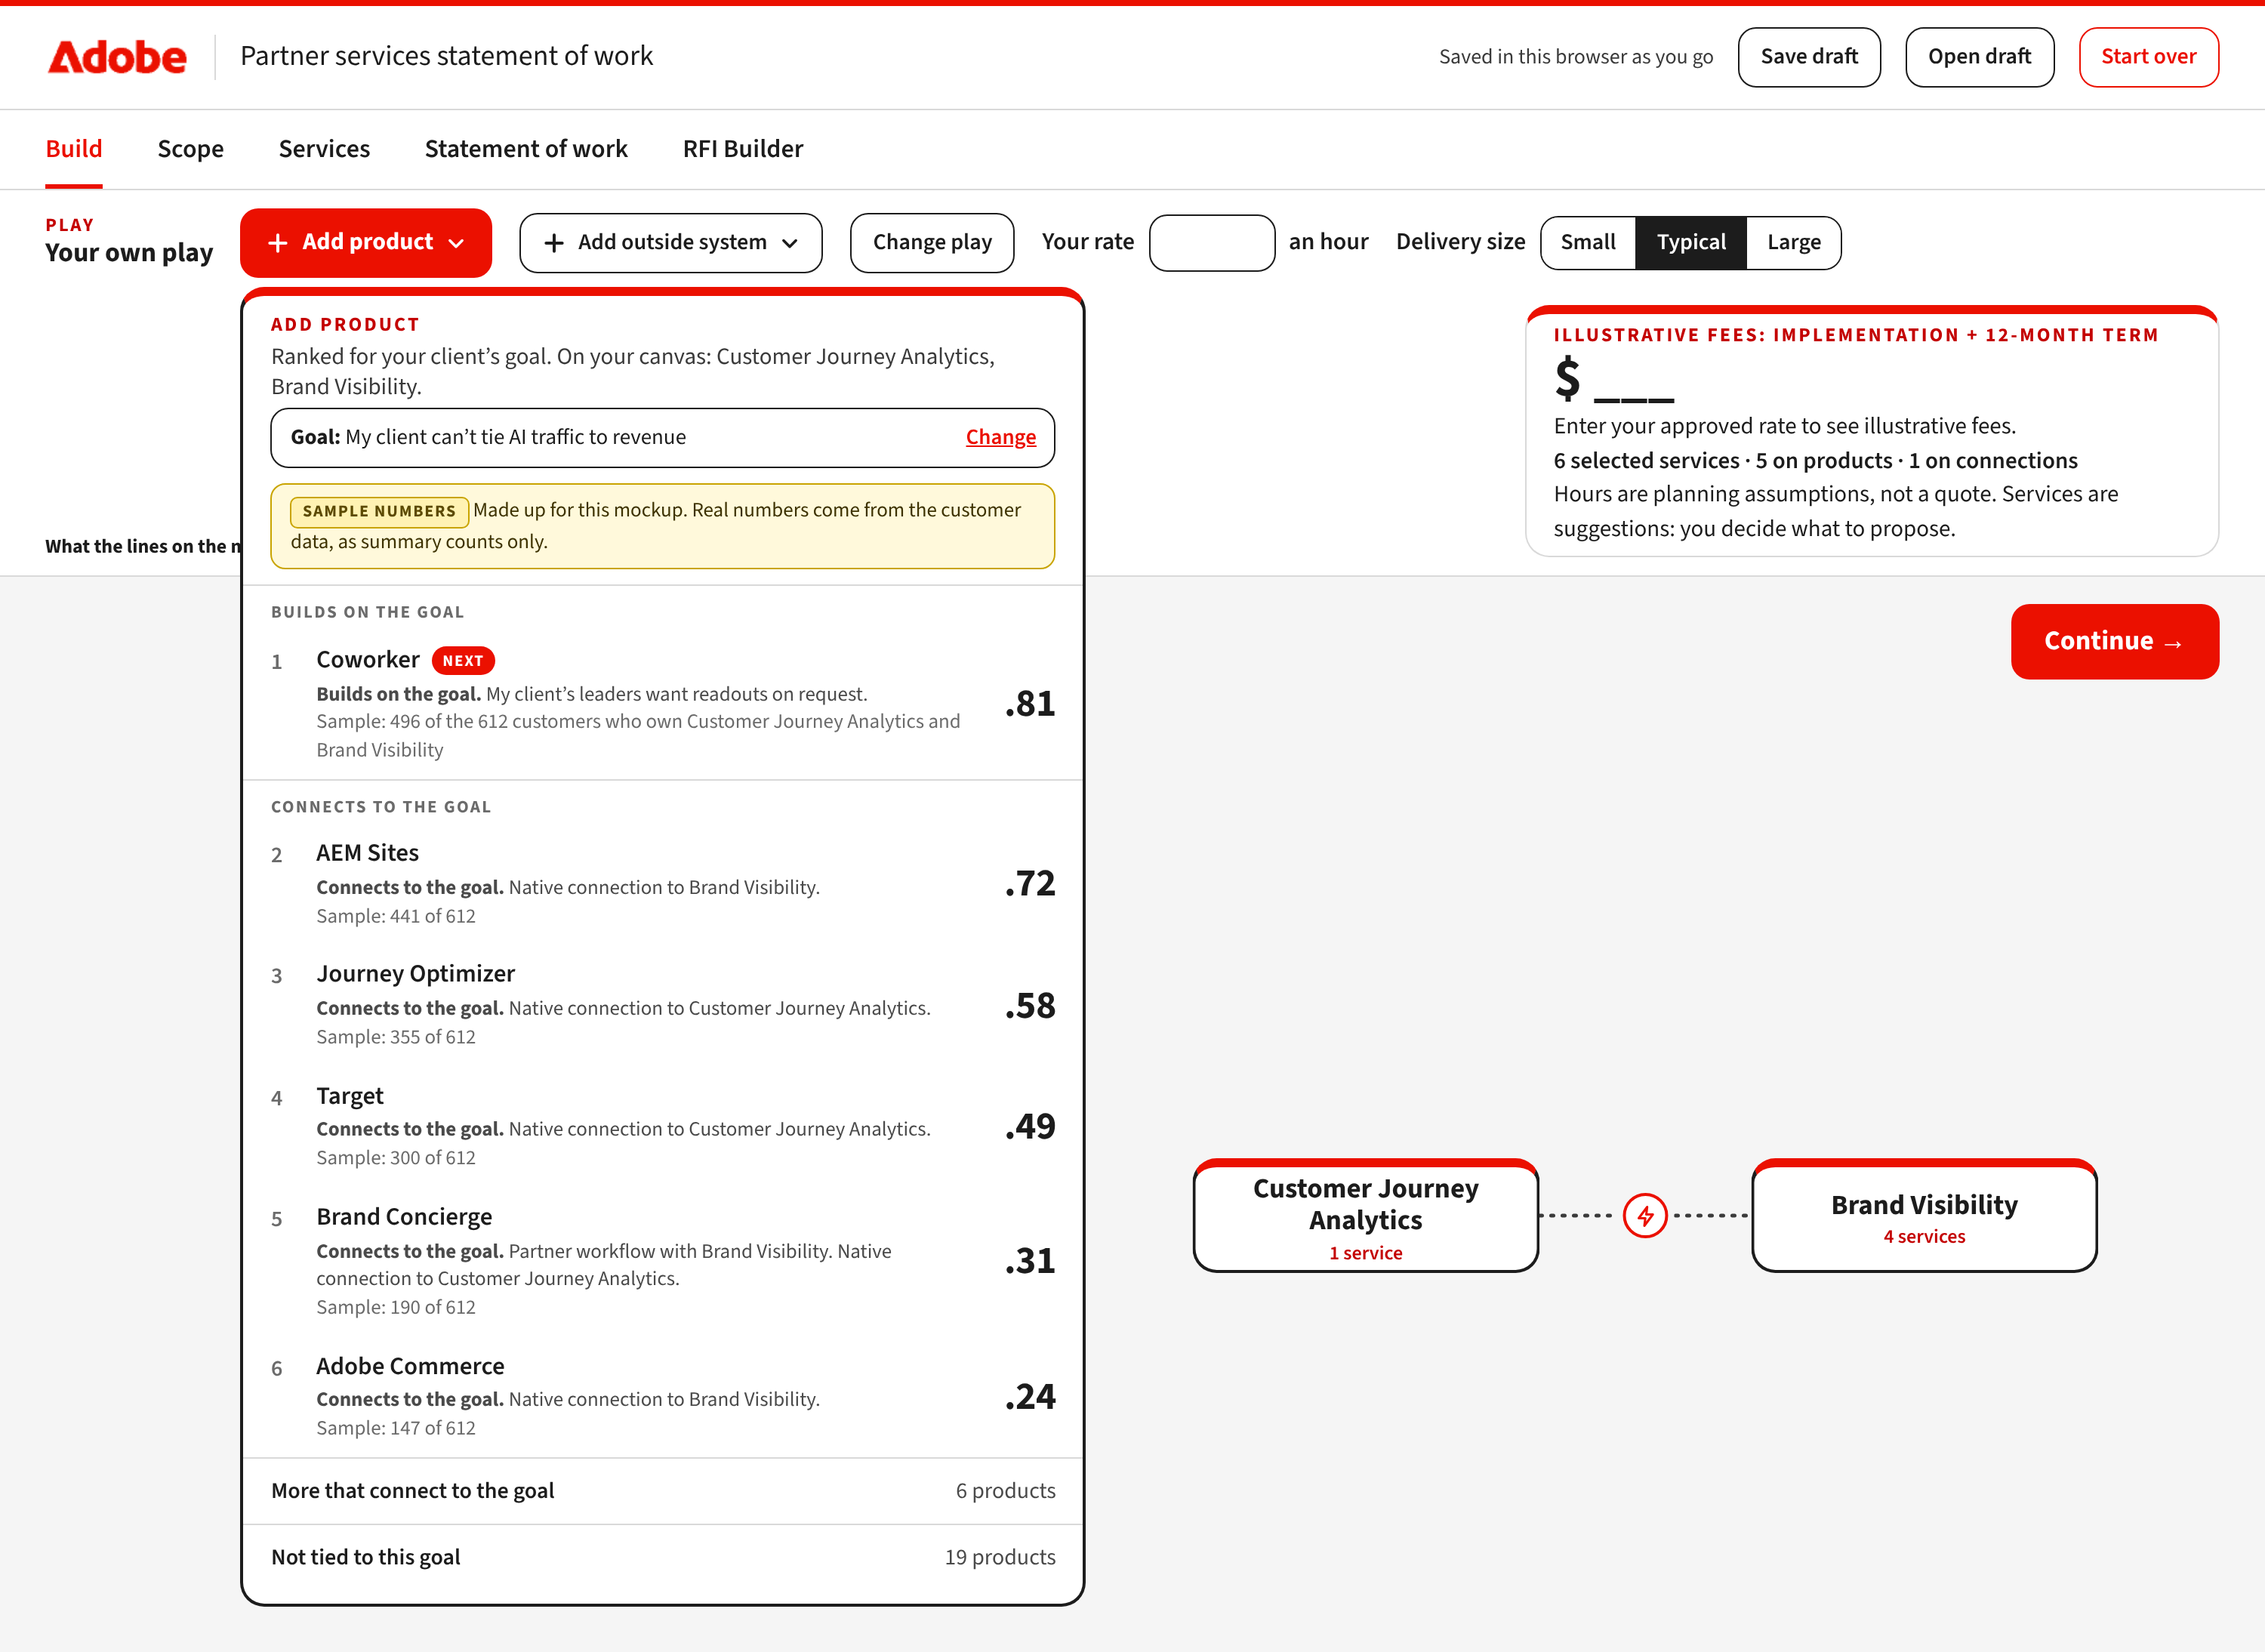 Adobe
Partner services statement of work
Saved in this browser as you go
Save draft
Open draft
Start over
Build
Scope
Services
Statement of work
RFI Builder
PLAY
Your own play
+ Add product
+ Add outside system
Change play
Your rate
an hour
Delivery size
Small
Typical
Large
ADD PRODUCT
Ranked for your client’s goal. On your canvas: Customer Journey Analytics,
Brand Visibility.
Goal: My client can’t tie AI traffic to revenue
Change
SAMPLE NUMBERS Made up for this mockup. Real numbers come from the customer
data, as summary counts only.
ILLUSTRATIVE FEES: IMPLEMENTATION + 12-MONTH TERM
$ ___
Enter your approved rate to see illustrative fees.
6 selected services · 5 on products · 1 on connections
Hours are planning assumptions, not a quote. Services are
suggestions: you decide what to propose.
What the lines on the
Continue →
BUILDS ON THE GOAL
1
Coworker NEXT
Builds on the goal. My client’s leaders want readouts on request.
Sample: 496 of the 612 customers who own Customer Journey Analytics and
Brand Visibility
.81
CONNECTS TO THE GOAL
2
AEM Sites
Connects to the goal. Native connection to Brand Visibility.
Sample: 441 of 612
.72
3
Journey Optimizer
Connects to the goal. Native connection to Customer Journey Analytics.
Sample: 355 of 612
.58
4
Target
Connects to the goal. Native connection to Customer Journey Analytics.
Sample: 300 of 612
.49
5
Brand Concierge
Connects to the goal. Partner workflow with Brand Visibility. Native
connection to Customer Journey Analytics.
Sample: 190 of 612
.31
6
Adobe Commerce
Connects to the goal. Native connection to Brand Visibility.
Sample: 147 of 612
.24
More that connect to the goal
6 products
Not tied to this goal
19 products
Customer Journey
Analytics
1 service
Brand Visibility
4 services